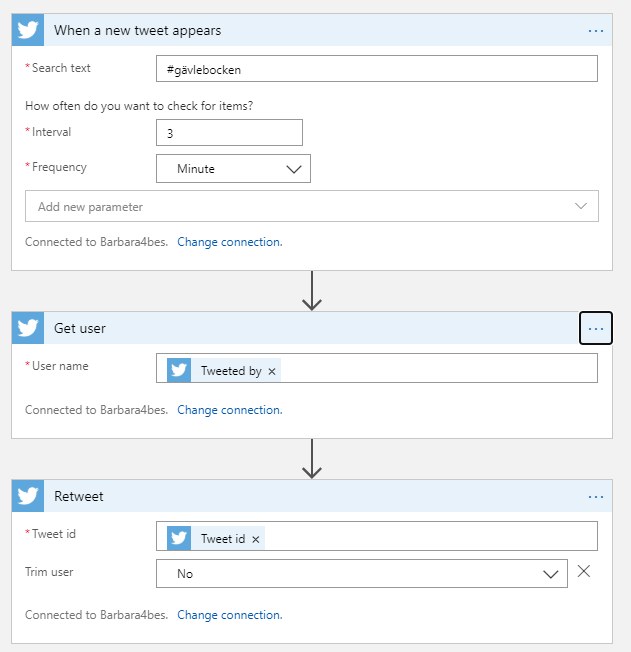 When a new tweet appears
...
* Search text
#gävlebocken
How often do you want to check for items?
* Interval
3
* Frequency
Minute
Add new parameter
Connected to Barbara4bes. Change connection.
Get user
...
* User name
Tweeted by ×
Connected to Barbara4bes. Change connection.
Retweet
...
* Tweet id
Tweet id ×
Trim user
No
Connected to Barbara4bes. Change connection.